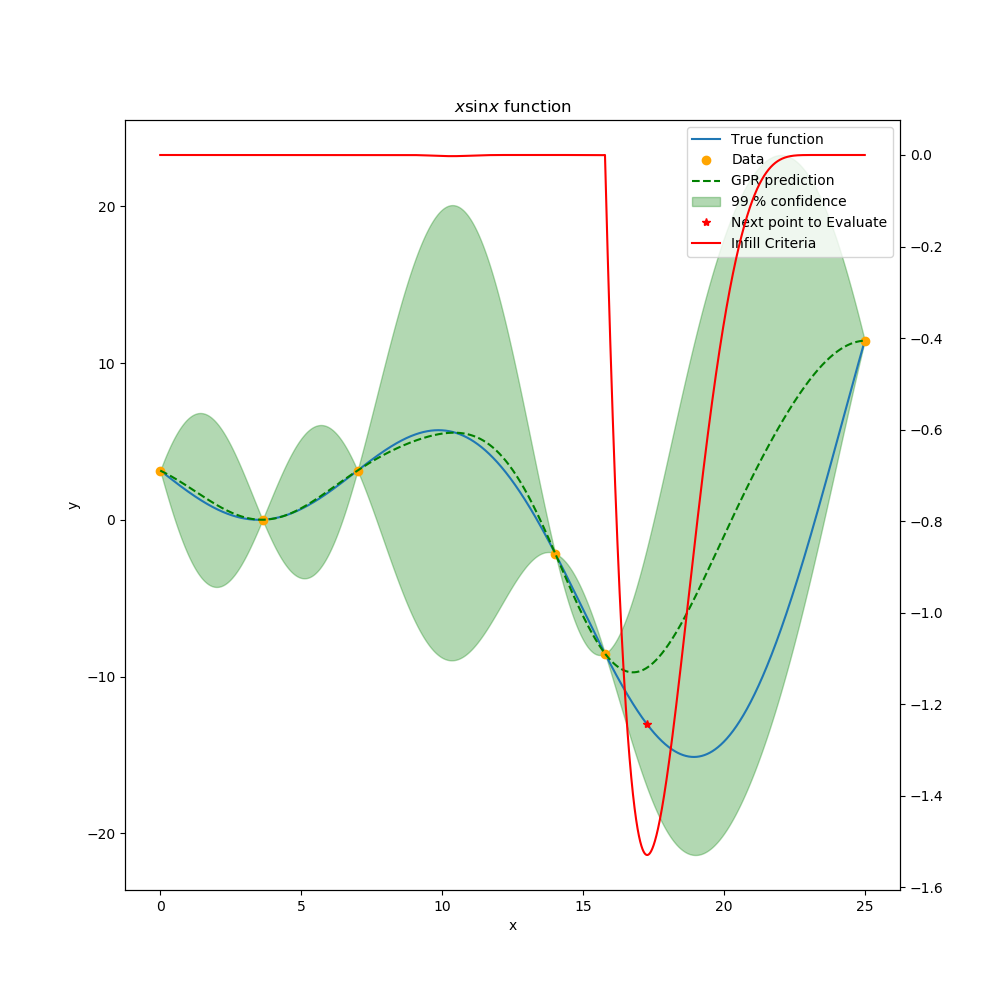 xsinx function
True function
Data
GPR prediction
99 % confidence
Next point to Evaluate
Infill Criteria
y
20
10
0
−10
−20
0.0
−0.2
−0.4
−0.6
−0.8
−1.0
−1.2
−1.4
−1.6
0 5 10 15 20 25
x